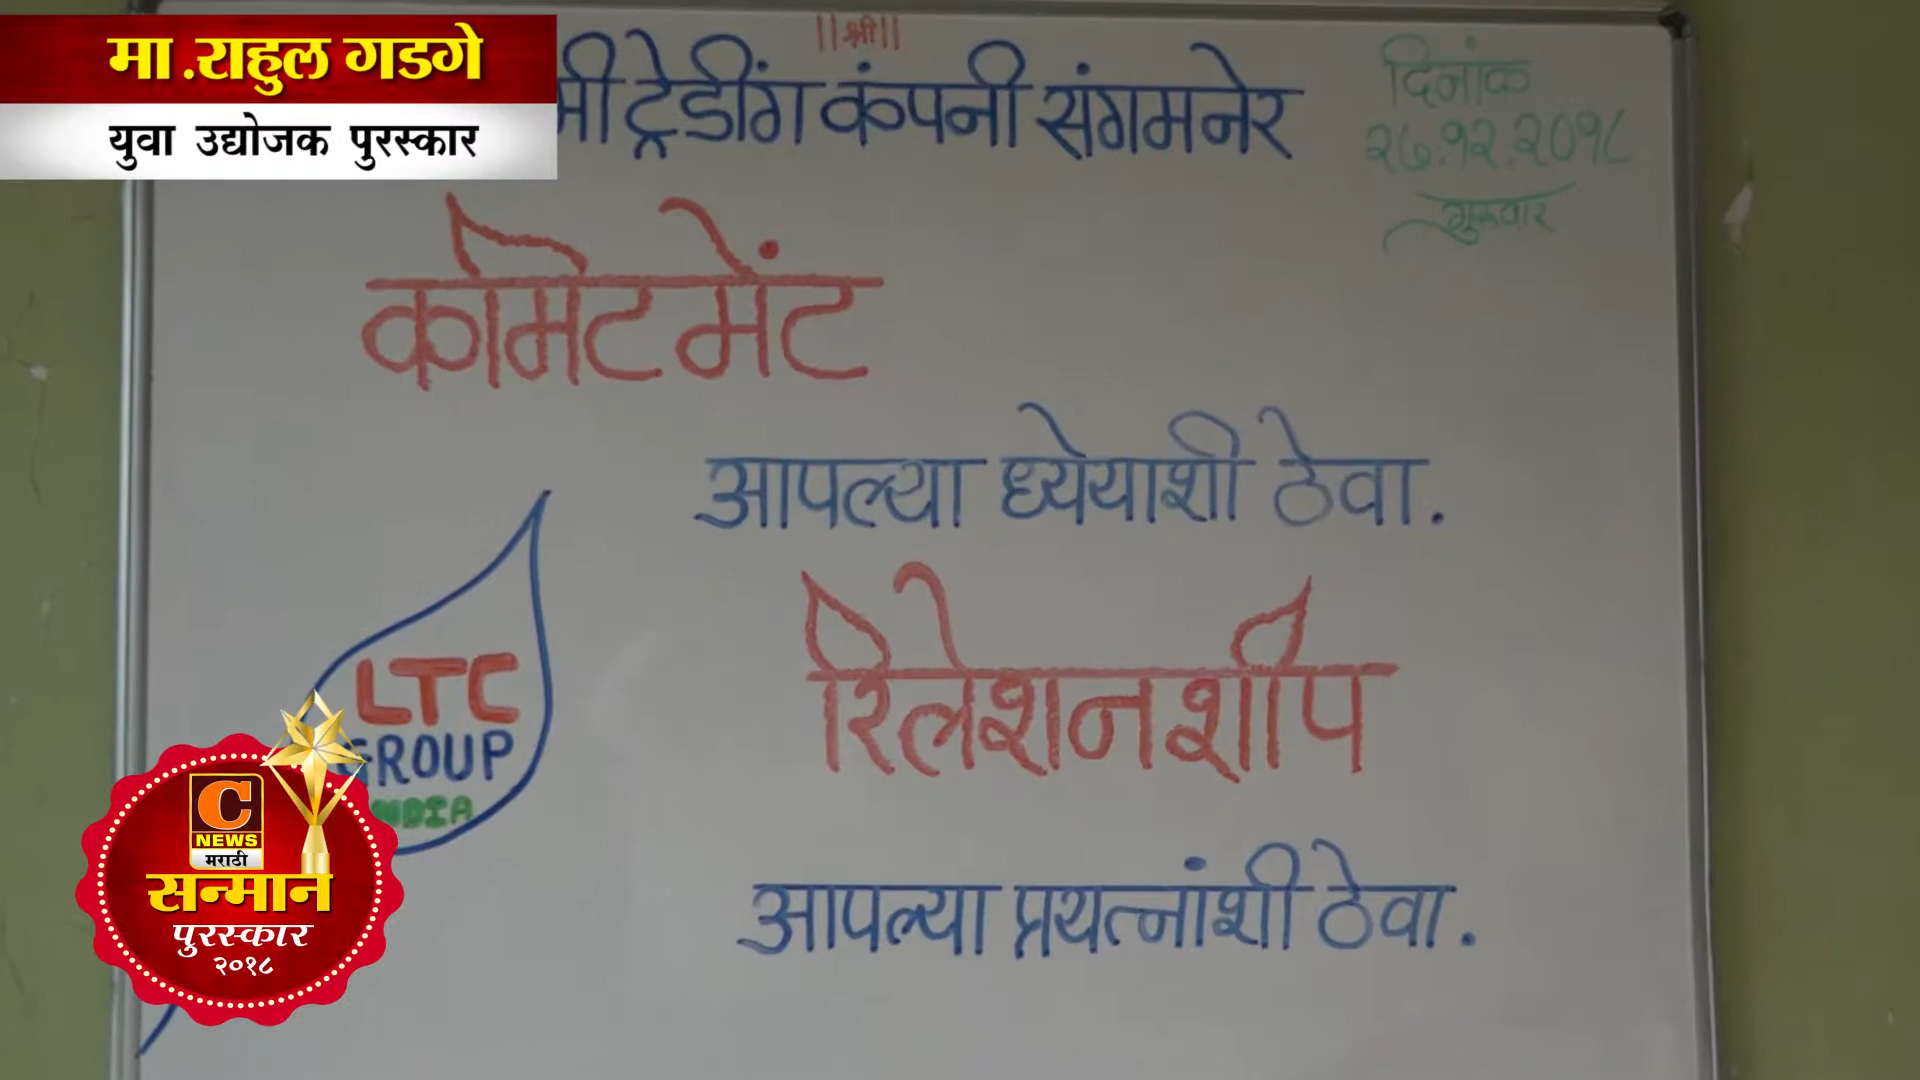 मा.राहुल गडगे
युवा उद्योजक पुरस्कार
||श्री||
मी ट्रेडींग कंपनी संगमनेर
दिनांक
२७.१२.२०१८
गुरुवार
कमिटमेंट
आपल्या ध्येयाशी ठेवा.
रिलेशनशीप
आपल्या प्रयत्नांशी ठेवा.
LTC
GROUP
INDIA
C
NEWS
मराठी
सन्मान
पुरस्कार
२०१८